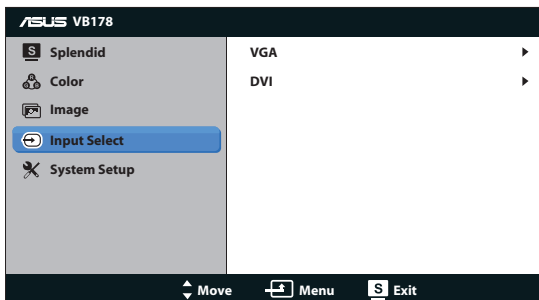 ASUS VB178
S Splendid
Color
Image
Input Select
System Setup
VGA
DVI
Move Menu S Exit